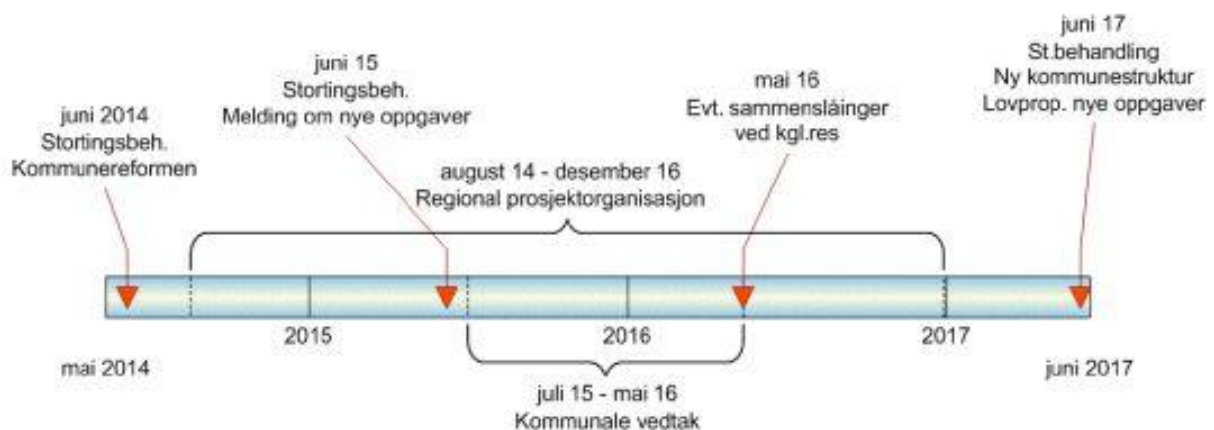 juni 2014
Stortingsbeh.
Kommunereformen
juni 15
Stortingsbeh.
Melding om nye oppgaver
august 14 - desember 16
Regional prosjektorganisasjon
mai 16
Evt. sammenslåinger
ved kgl.res
juni 17
St.behandling
Ny kommunestruktur
Lovprop. nye oppgaver
2015
2016
2017
mai 2014
juni 2017
juli 15 - mai 16
Kommunale vedtak